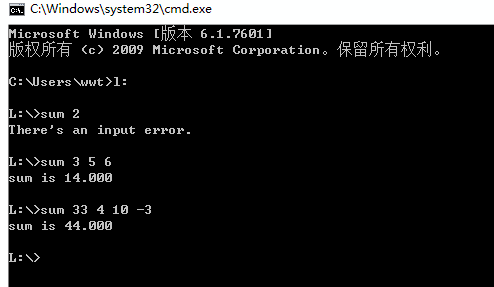 C:\Windows\system32\cmd.exe
Microsoft Windows [版本 6.1.7601]
版权所有 (c) 2009 Microsoft Corporation。保留所有权利。
C:\Users\wwt>l:
L:\>sum 2
There's an input error.
L:\>sum 3 5 6
sum is 14.000
L:\>sum 33 4 10 -3
sum is 44.000
L:\>